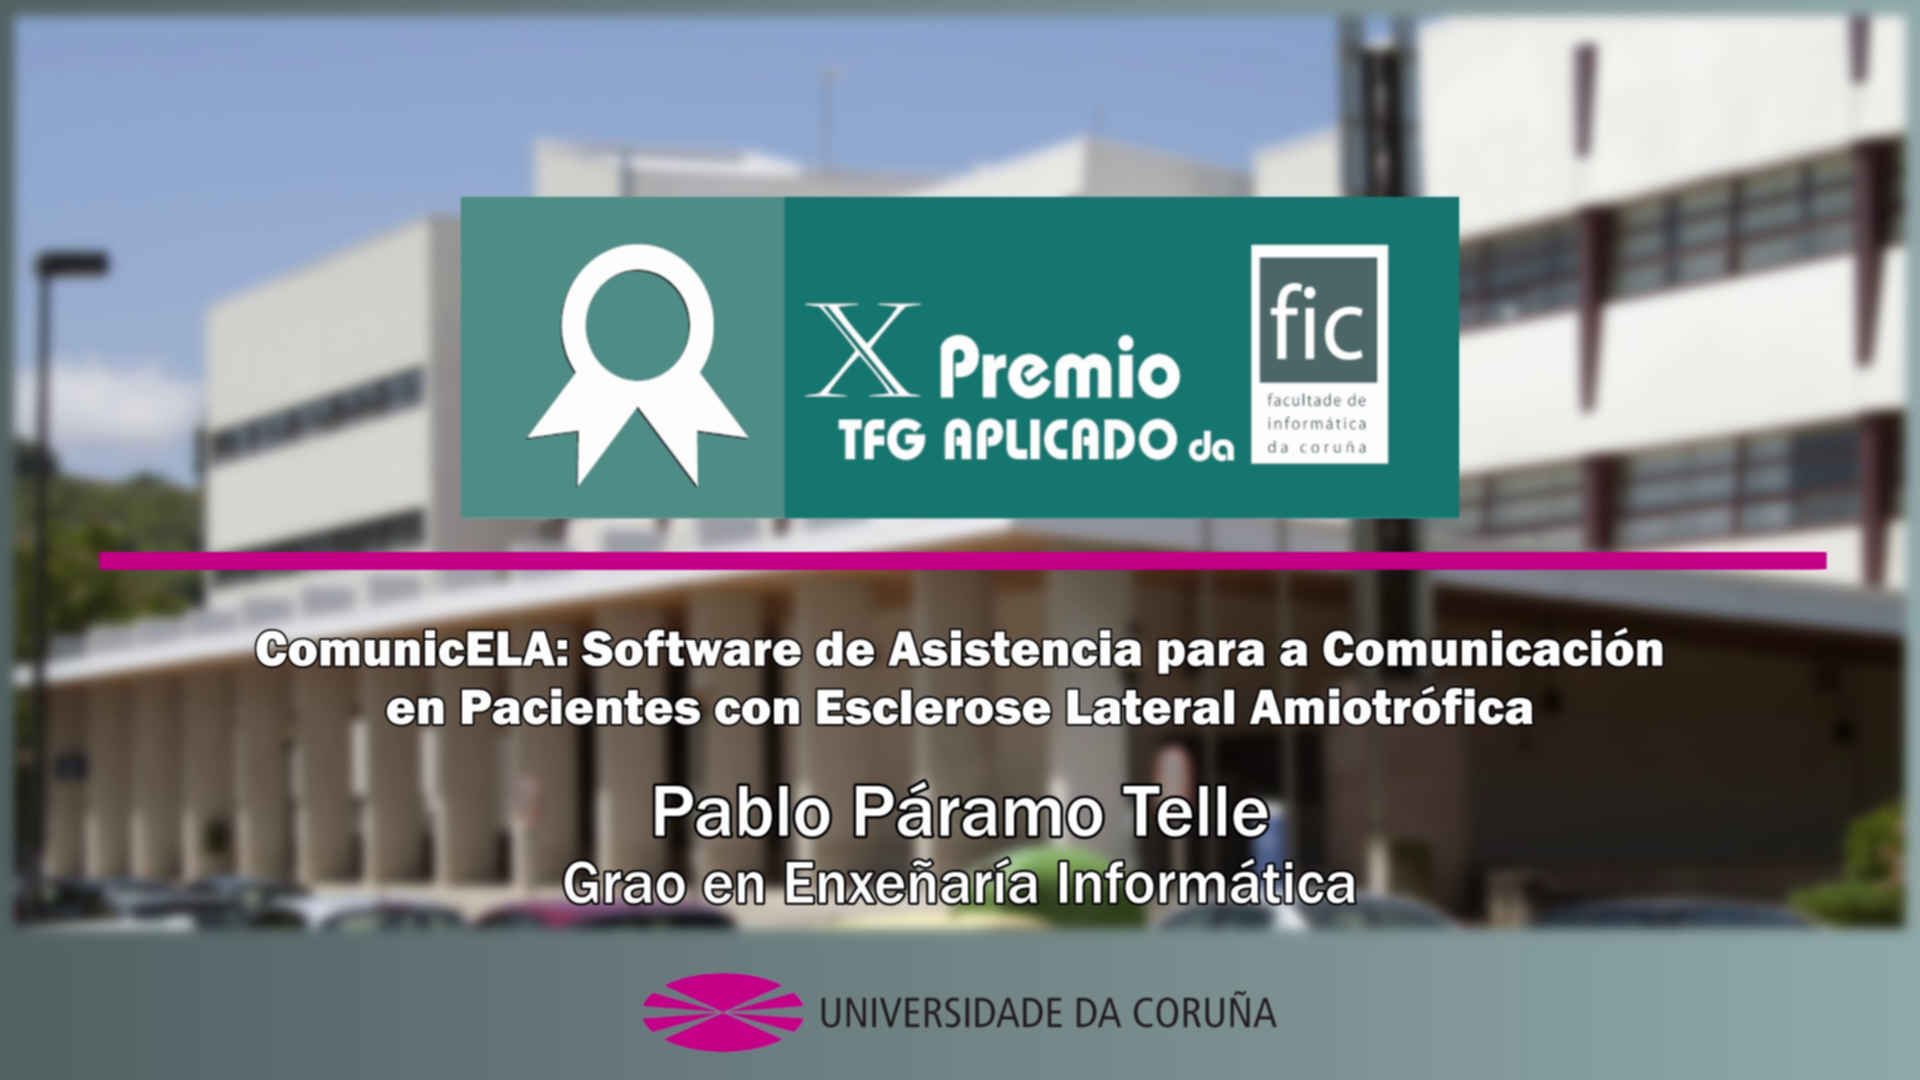 X Premio
TFG APLICADO da
fic
facultade de
informática
da coruña
ComunicELA: Software de Asistencia para a Comunicación
en Pacientes con Esclerose Lateral Amiotrófica
Pablo Páramo Telle
Grao en Enxeñaría Informática
UNIVERSIDADE DA CORUÑA